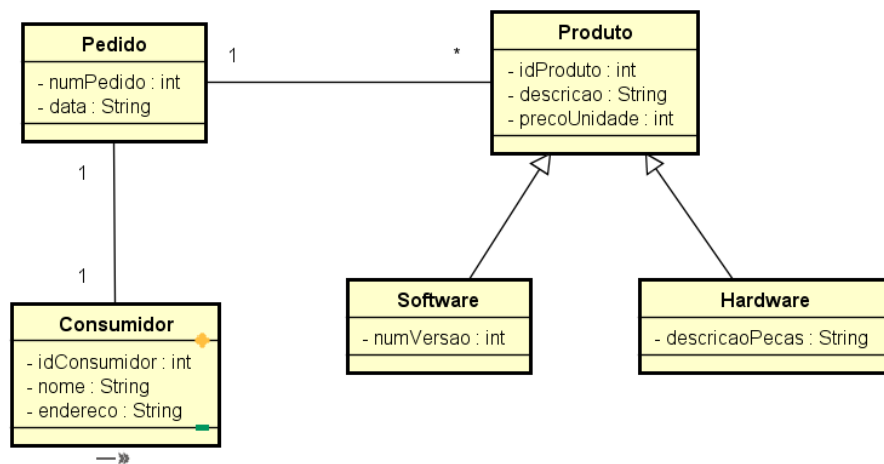 Pedido
- numPedido : int
- data : String
1
*
Produto
- idProduto : int
- descricao : String
- precoUnidade : int
1
1
Consumidor
- idConsumidor : int
- nome : String
- endereco : String
Software
- numVersao : int
Hardware
- descricaoPecas : String